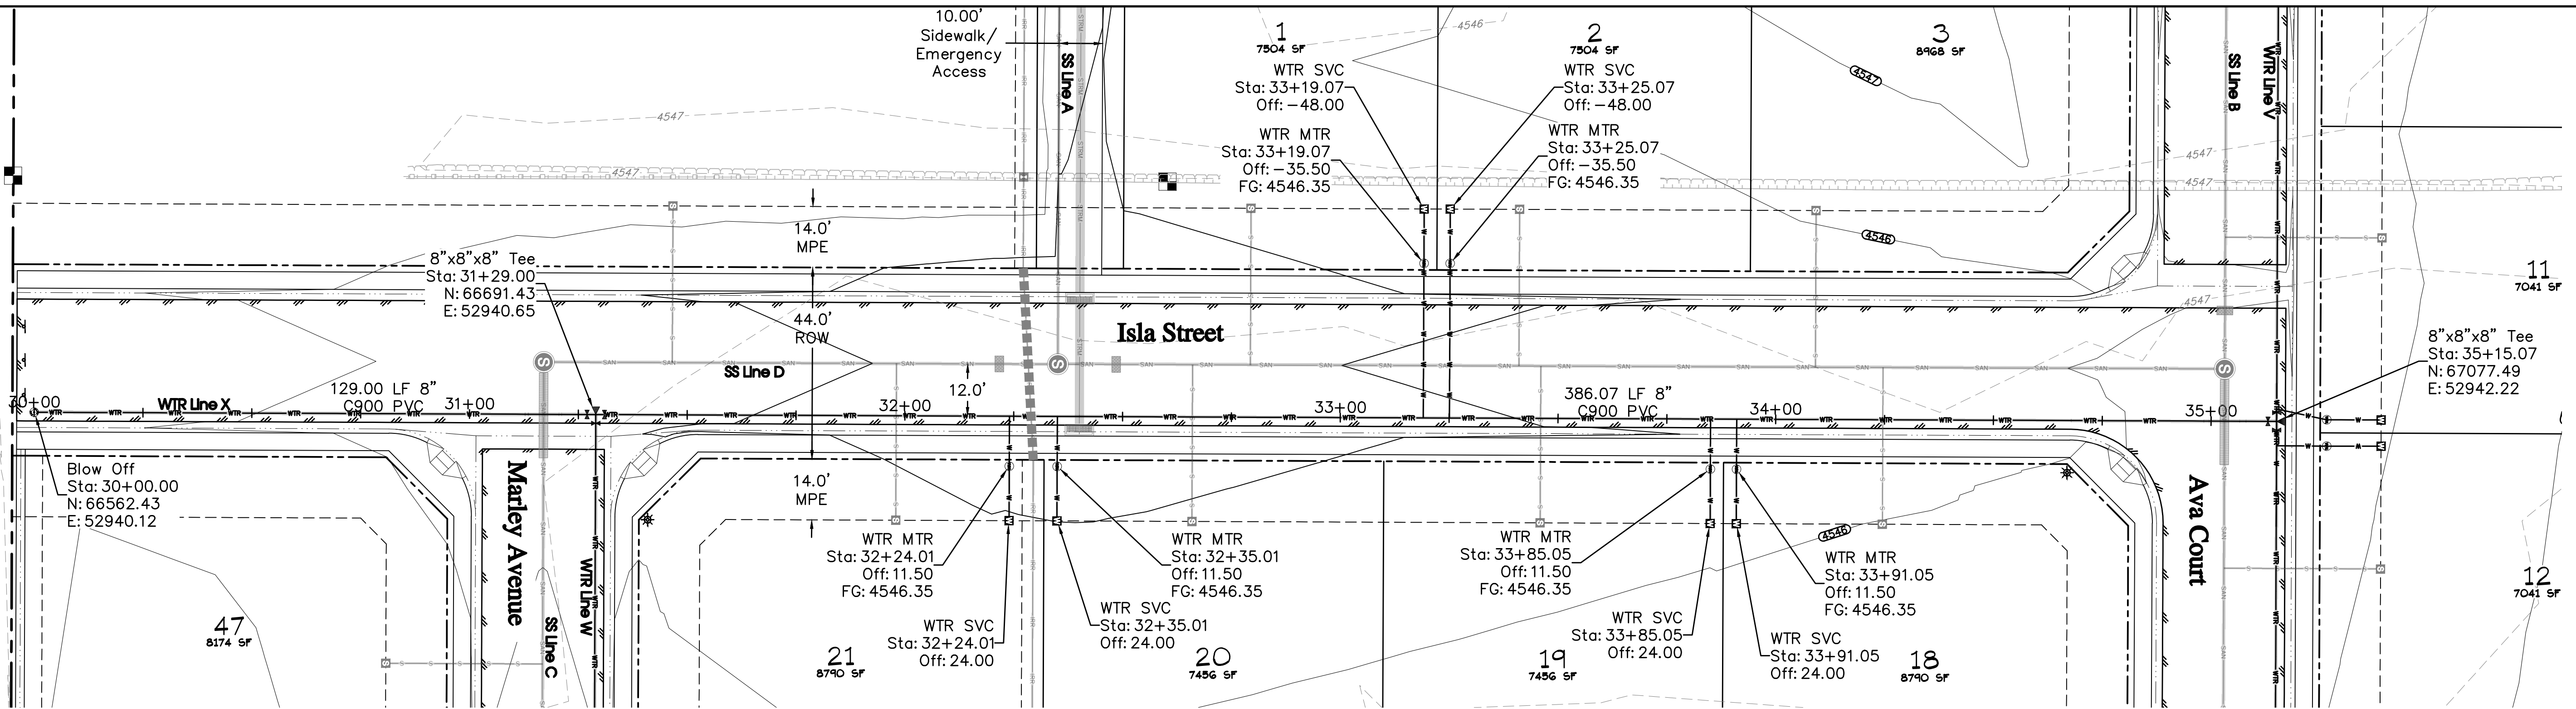 10.00'
Sidewalk/
Emergency
Access
SS Line A
IRR
SAN
STRM
1
7504 SF
2
7504 SF
3
8968 SF
4546
4547
SS Line B
WTR Line V
WTR SVC
Sta: 33+19.07
Off: -48.00
WTR SVC
Sta: 33+25.07
Off: -48.00
WTR MTR
Sta: 33+19.07
Off: -35.50
FG: 4546.35
WTR MTR
Sta: 33+25.07
Off: -35.50
FG: 4546.35
4547
4547
4547
4547
4546
14.0'
MPE
8"x8"x8" Tee
Sta: 31+29.00
N: 66691.43
E: 52940.65
44.0'
ROW
Isla Street
4547
11
7041 SF
8"x8"x8" Tee
Sta: 35+15.07
N: 67077.49
E: 52942.22
SS Line D
12.0'
30+00
WTR Line X
129.00 LF 8"
C900 PVC
31+00
32+00
33+00
386.07 LF 8"
C900 PVC
34+00
35+00
Blow Off
Sta: 30+00.00
N: 66562.43
E: 52940.12
Marley Avenue
SS Line C
WTR Line W
14.0'
MPE
WTR MTR
Sta: 32+24.01
Off: 11.50
FG: 4546.35
WTR MTR
Sta: 32+35.01
Off: 11.50
FG: 4546.35
WTR SVC
Sta: 32+24.01
Off: 24.00
WTR SVC
Sta: 32+35.01
Off: 24.00
WTR MTR
Sta: 33+85.05
Off: 11.50
FG: 4546.35
4546
WTR MTR
Sta: 33+91.05
Off: 11.50
FG: 4546.35
WTR SVC
Sta: 33+85.05
Off: 24.00
WTR SVC
Sta: 33+91.05
Off: 24.00
Ava Court
47
8174 SF
21
8790 SF
20
7456 SF
19
7456 SF
18
8790 SF
12
7041 SF